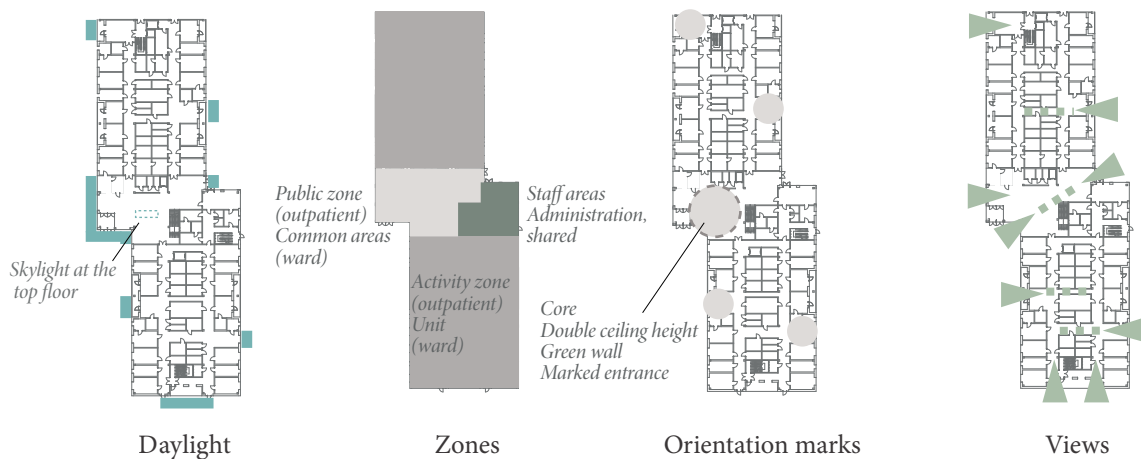 Skylight at the
top floor
Daylight
Public zone
(outpatient)
Common areas
(ward)
Staff areas
Administration,
shared
Activity zone
(outpatient)
Unit
(ward)
Zones
Core
Double ceiling height
Green wall
Marked entrance
Orientation marks
Views